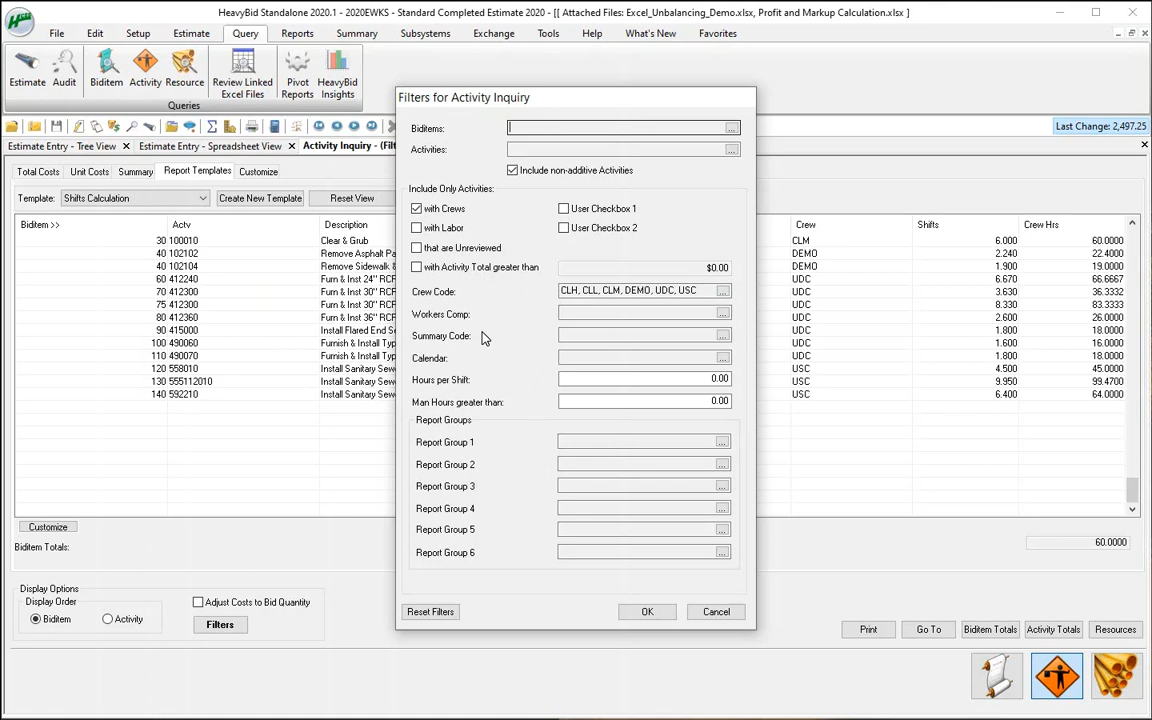 HeavyBid Standalone 2020.1 - 2020EWKS - Standard Completed Estimate 2020 - [[ Attached Files: Excel_Unbalancing_Demo.xlsx, Profit and Markup Calculation.xlsx ]
File Edit Setup Estimate Query Reports Summary Subsystems Exchange Tools Help What's New Favorites
Estimate Audit Biditem Activity Resource Review Linked Excel Files Pivot Reports HeavyBid Insights
Queries
Last Change: 2,497.25
Estimate Entry - Tree View Estimate Entry - Spreadsheet View Activity Inquiry - (Filt
Total Costs Unit Costs Summary Report Templates Customize
Template: Shifts Calculation Create New Template Reset View
Biditem >> Actv Description Crew Shifts Crew Hrs
30 100010 Clear & Grub CLM 6.000 60.0000
40 102102 Remove Asphalt Pa DEMO 2.240 22.4000
40 102104 Remove Sidewalk & DEMO 1.900 19.0000
60 412240 Furn & Inst 24" RCF UDC 6.670 66.6667
70 412300 Furn & Inst 30" RCF UDC 3.630 36.3332
75 412300 Furn & Inst 30" RCF UDC 8.330 83.3333
80 412360 Furn & Inst 36" RCF UDC 2.600 26.0000
90 415000 Install Flared End Se UDC 1.800 18.0000
100 490060 Furnish & Install Typ UDC 1.600 16.0000
110 490070 Furnish & Install Typ UDC 1.800 18.0000
120 558010 Install Sanitary Sew USC 4.500 45.0000
130 555112010 Install Sanitary Sew USC 9.950 99.4700
140 592210 Install Sanitary Sew USC 6.400 64.0000
Customize
Biditem Totals: 60.0000
Display Options
Display Order
Biditem Activity
Adjust Costs to Bid Quantity
Filters
Print Go To Biditem Totals Activity Totals Resources
Filters for Activity Inquiry
Biditems: ...
Activities: ...
Include non-additive Activities
Include Only Activities:
with Crews User Checkbox 1
with Labor User Checkbox 2
that are Unreviewed
with Activity Total greater than $0.00
Crew Code: CLH, CLL, CLM, DEMO, UDC, USC ...
Workers Comp: ...
Summary Code: ...
Calendar: ...
Hours per Shift: 0.00
Man Hours greater than: 0.00
Report Groups
Report Group 1 ...
Report Group 2 ...
Report Group 3 ...
Report Group 4 ...
Report Group 5 ...
Report Group 6 ...
Reset Filters OK Cancel